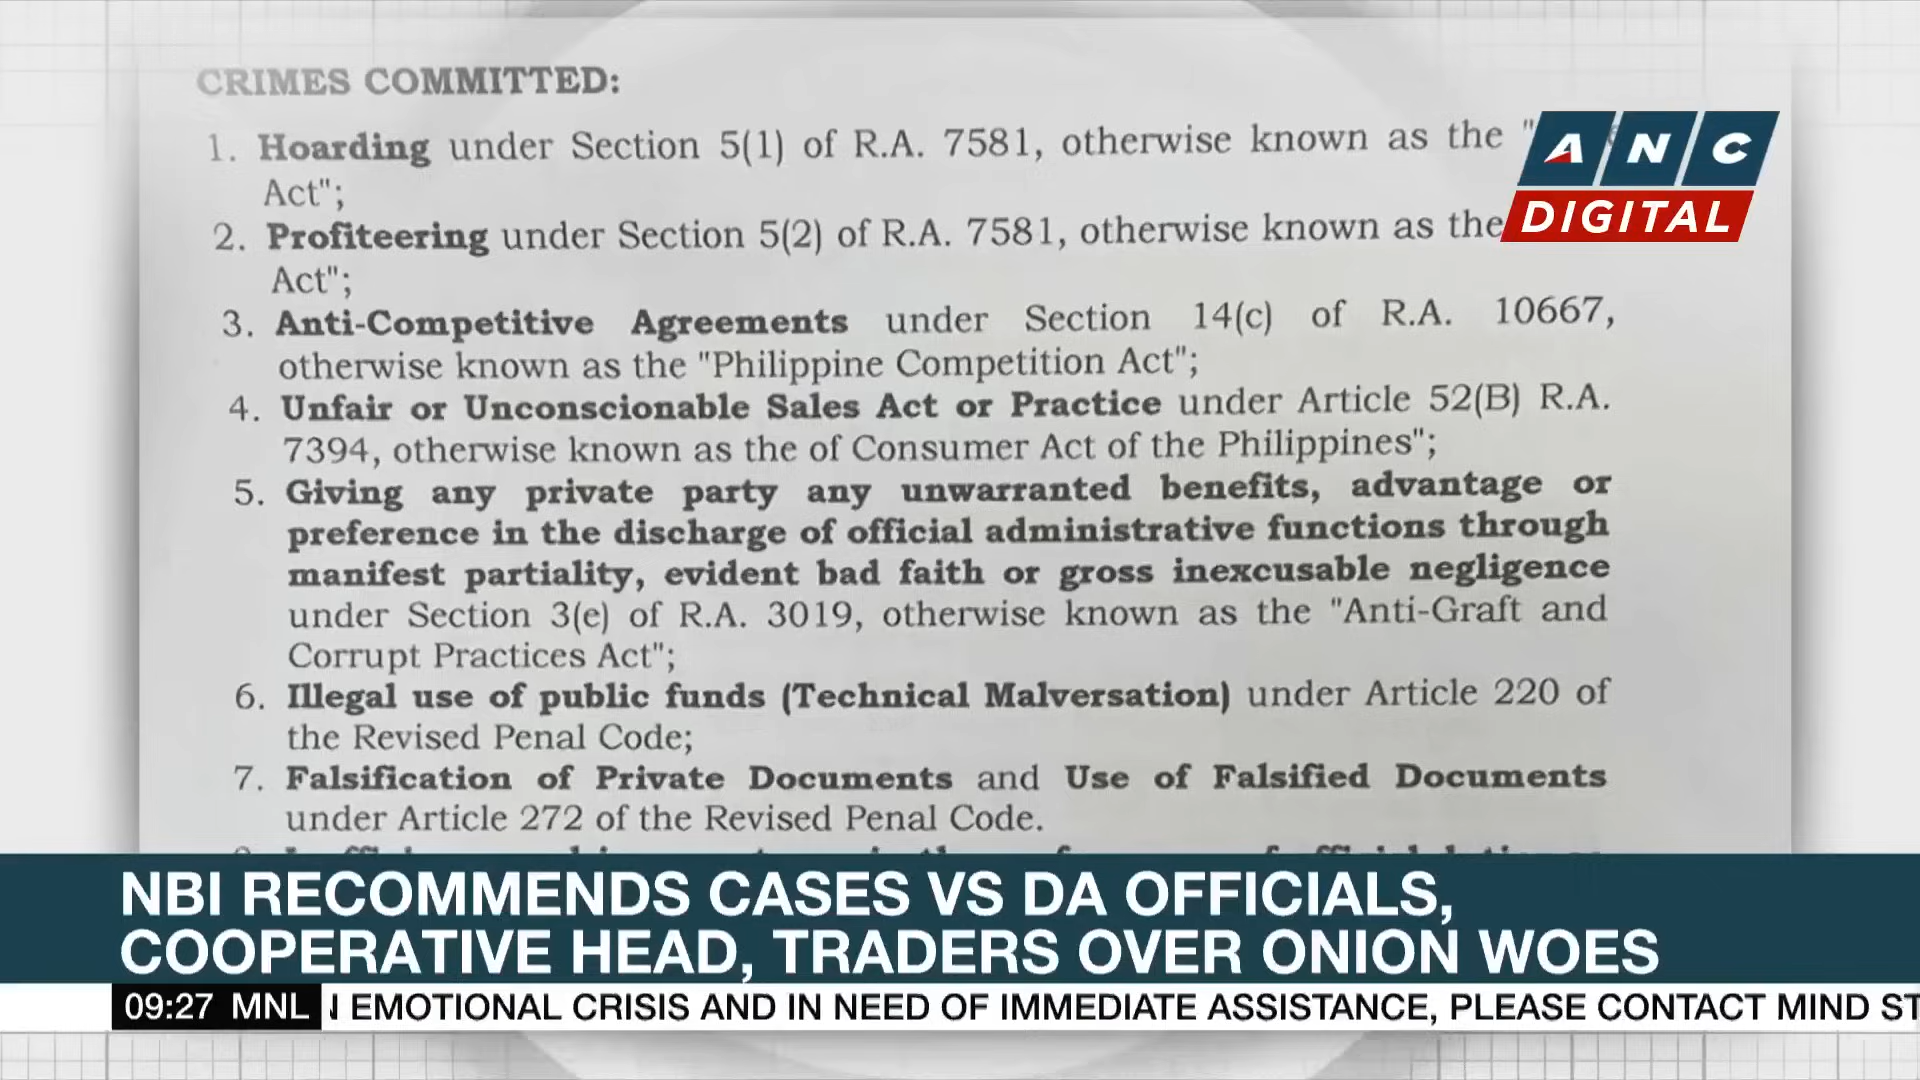 CRIMES COMMITTED:
1. Hoarding under Section 5(1) of R.A. 7581, otherwise known as the "
Act";
2. Profiteering under Section 5(2) of R.A. 7581, otherwise known as the
Act";
3. Anti-Competitive Agreements under Section 14(c) of R.A. 10667,
otherwise known as the "Philippine Competition Act";
4. Unfair or Unconscionable Sales Act or Practice under Article 52(B) R.A.
7394, otherwise known as the of Consumer Act of the Philippines";
5. Giving any private party any unwarranted benefits, advantage or
preference in the discharge of official administrative functions through
manifest partiality, evident bad faith or gross inexcusable negligence
under Section 3(e) of R.A. 3019, otherwise known as the "Anti-Graft and
Corrupt Practices Act";
6. Illegal use of public funds (Technical Malversation) under Article 220 of
the Revised Penal Code;
7. Falsification of Private Documents and Use of Falsified Documents
under Article 272 of the Revised Penal Code.
ANC
DIGITAL
NBI RECOMMENDS CASES VS DA OFFICIALS,
COOPERATIVE HEAD, TRADERS OVER ONION WOES
09:27 MNL EMOTIONAL CRISIS AND IN NEED OF IMMEDIATE ASSISTANCE, PLEASE CONTACT MIND ST